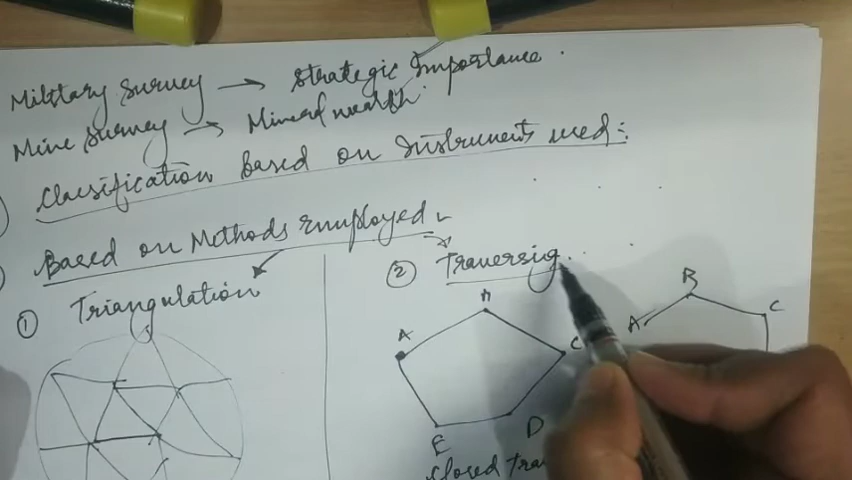 Military Survey → Strategic Importance.
Mine Survey → Mineral wealth.
Classification based on Instruments used:
Based on Methods Employed
① Triangulation
② Traversing.
A
B
C
D
E
Closed Tra
A
B
C